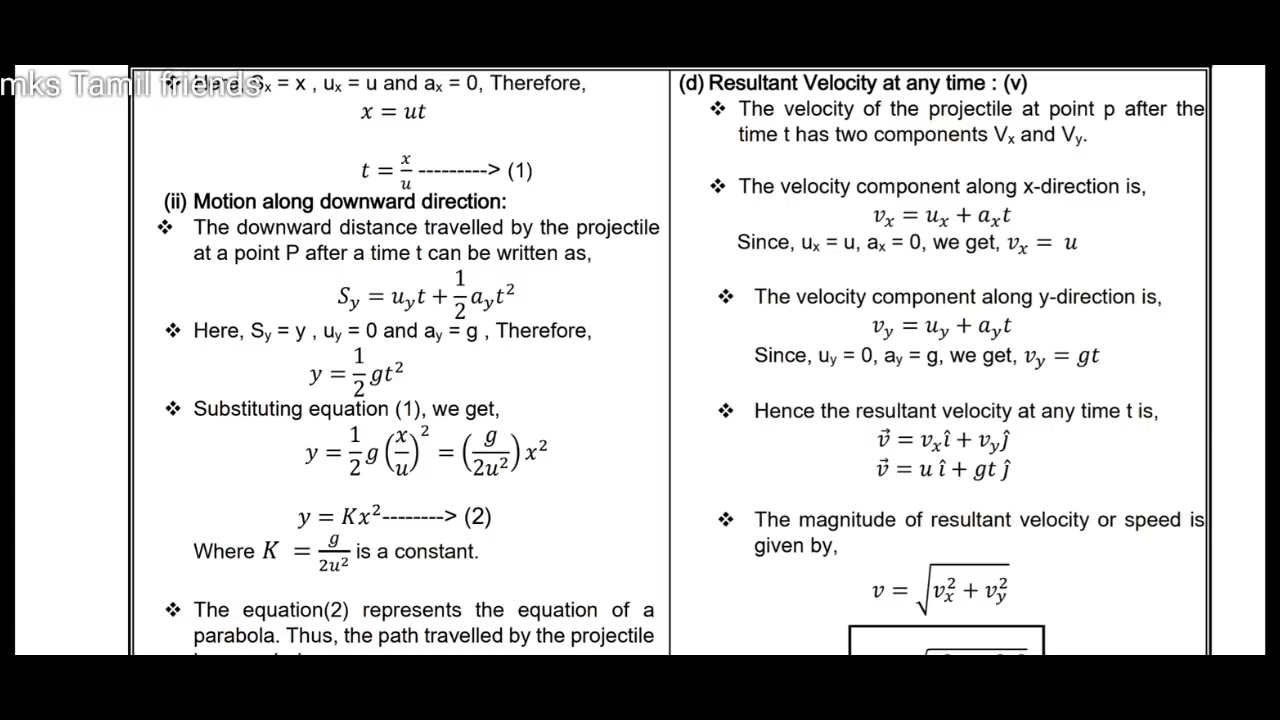 mks Tamil friends
❖ Here, Sₓ = x , uₓ = u and aₓ = 0, Therefore,
x = ut
t = x/u ---------> (1)
(ii) Motion along downward direction:
❖ The downward distance travelled by the projectile
at a point P after a time t can be written as,
S_y = u_y t + 1/2 a_y t²
❖ Here, S_y = y , u_y = 0 and a_y = g , Therefore,
y = 1/2 gt²
❖ Substituting equation (1), we get,
y = 1/2 g (x/u)² = (g/2u²) x²
y = Kx²--------> (2)
Where K = g/2u² is a constant.
❖ The equation(2) represents the equation of a
parabola. Thus, the path travelled by the projectile
(d) Resultant Velocity at any time : (v)
❖ The velocity of the projectile at point p after the
time t has two components Vₓ and V_y.
❖ The velocity component along x-direction is,
vₓ = uₓ + aₓt
Since, uₓ = u, aₓ = 0, we get, vₓ = u
❖ The velocity component along y-direction is,
v_y = u_y + a_y t
Since, u_y = 0, a_y = g, we get, v_y = gt
❖ Hence the resultant velocity at any time t is,
v⃗ = vₓî + v_yĵ
v⃗ = u î + gt ĵ
❖ The magnitude of resultant velocity or speed is
given by,
v = √(vₓ² + v_y²)